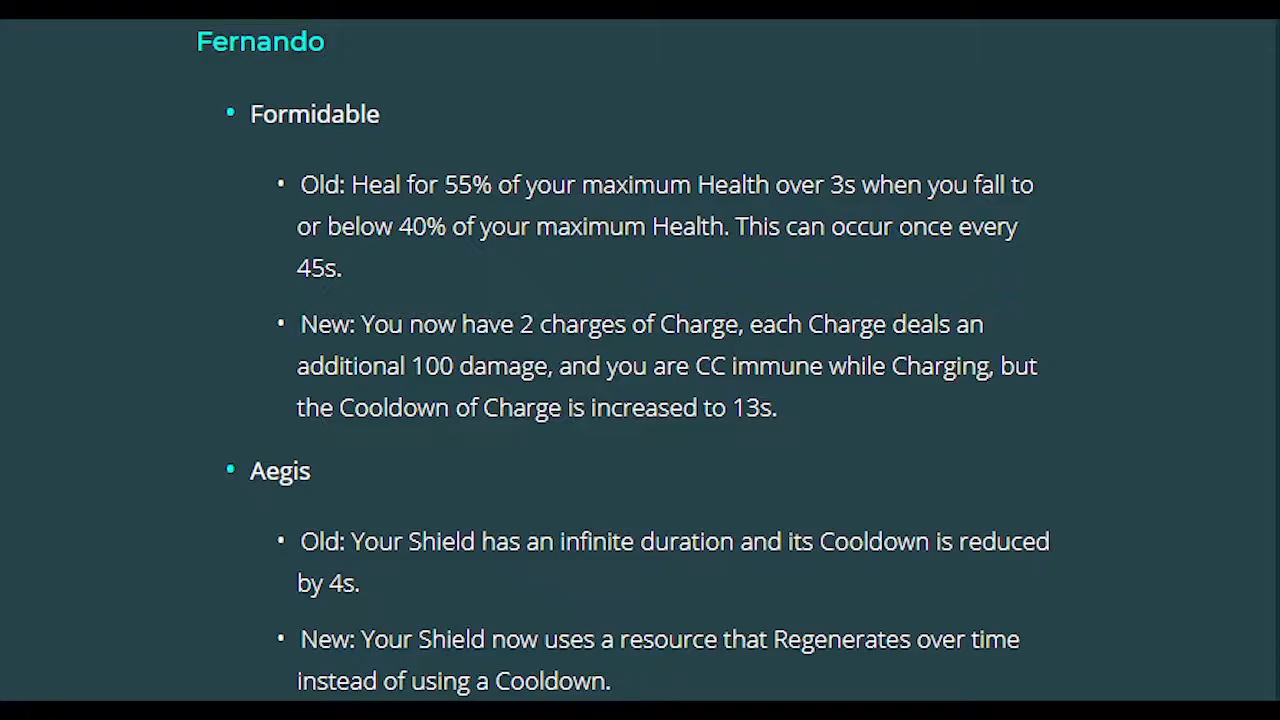 Fernando
Formidable
Old: Heal for 55% of your maximum Health over 3s when you fall to
or below 40% of your maximum Health. This can occur once every
45s.
New: You now have 2 charges of Charge, each Charge deals an
additional 100 damage, and you are CC immune while Charging, but
the Cooldown of Charge is increased to 13s.
Aegis
Old: Your Shield has an infinite duration and its Cooldown is reduced
by 4s.
New: Your Shield now uses a resource that Regenerates over time
instead of using a Cooldown.